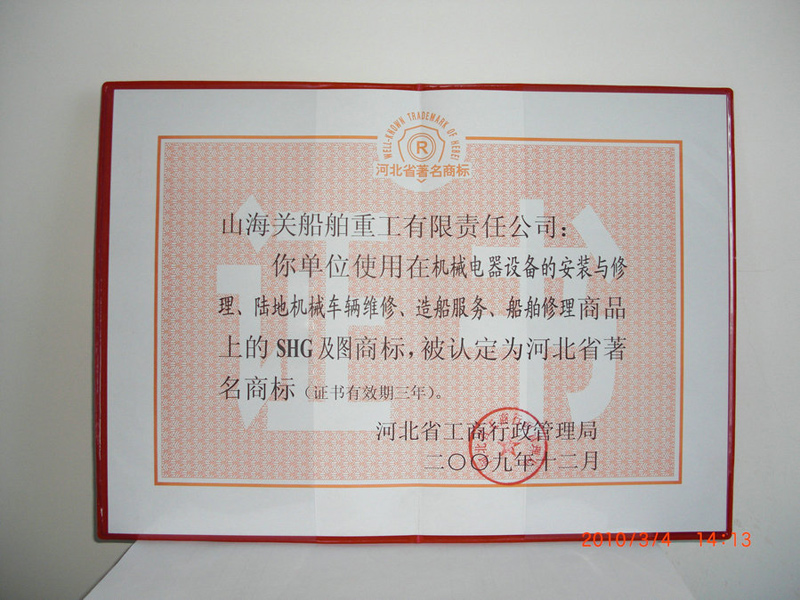 WELL-KNOWN TRADEMARK OF HEBEI
R
河北省著名商标
证书
山海关船舶重工有限责任公司：
你单位使用在机械电器设备的安装与修
理、陆地机械车辆维修、造船服务、船舶修理商品
上的 SHG 及图商标，被认定为河北省著
名商标（证书有效期三年）。
河北省工商行政管理局
二〇〇九年十二月
2010/3/4 14:13